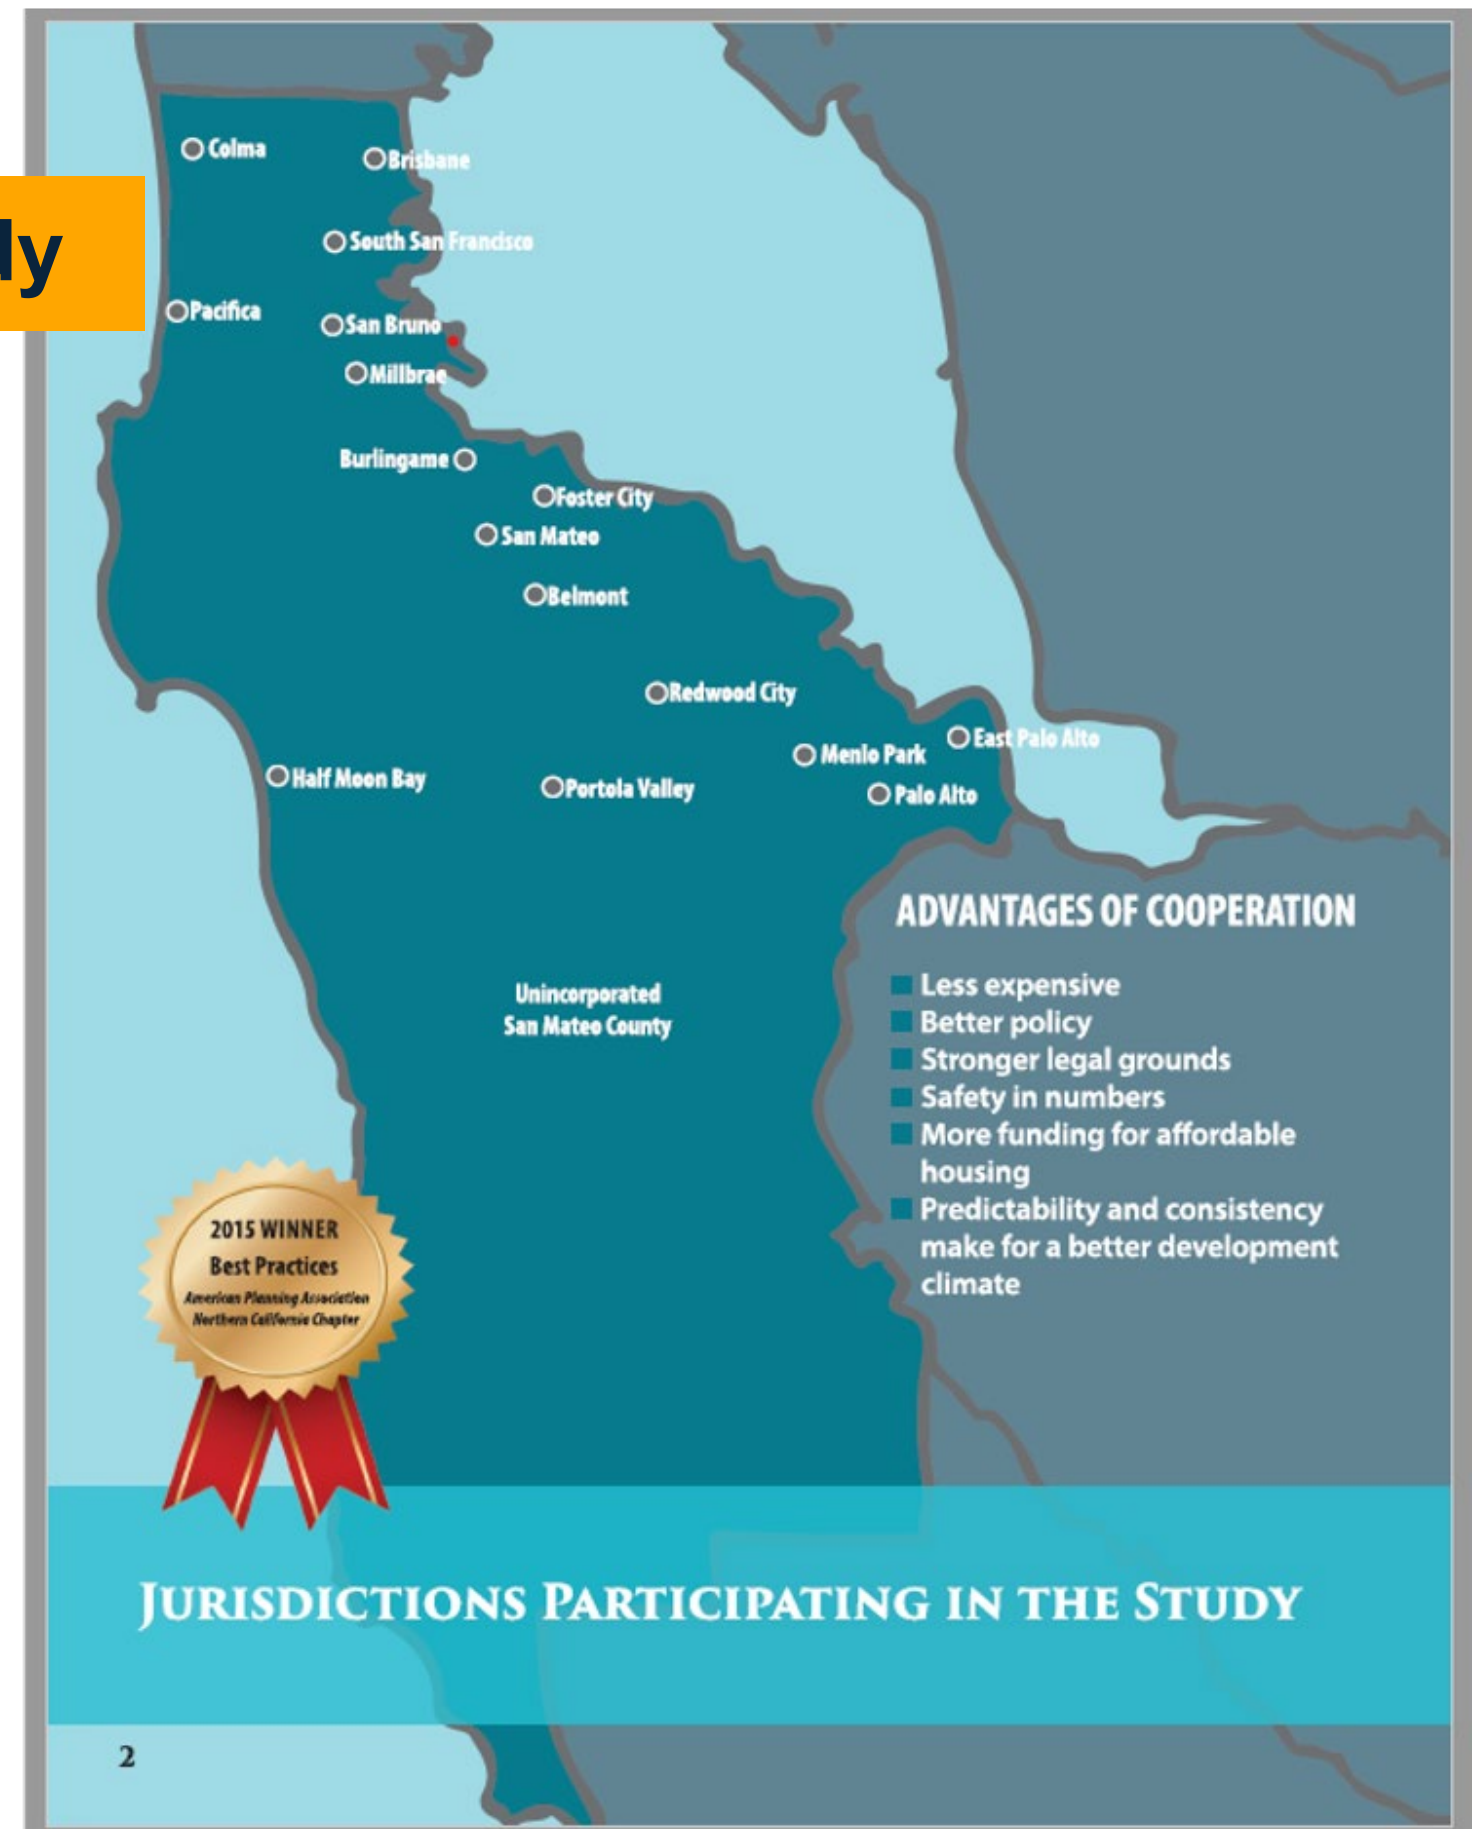 Colma
Brisbane
dy
South San Francisco
Pacifica
San Bruno
Millbrae
Burlingame
Foster City
San Mateo
Belmont
Redwood City
East Palo Alto
Menlo Park
Half Moon Bay
Portola Valley
Palo Alto
ADVANTAGES OF COOPERATION
Less expensive
Better policy
Stronger legal grounds
Safety in numbers
More funding for affordable
housing
Predictability and consistency
make for a better development
climate
Unincorporated
San Mateo County
2015 WINNER
Best Practices
American Planning Association
Northern California Chapter
JURISDICTIONS PARTICIPATING IN THE STUDY
2